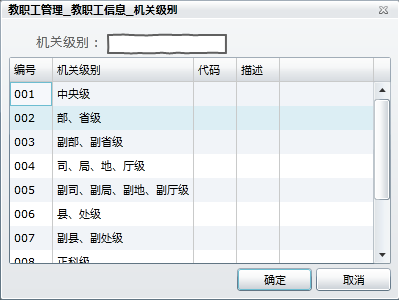 教职工管理_教职工信息_机关级别
机关级别：
编号 机关级别 代码 描述
001 中央级
002 部、省级
003 副部、副省级
004 司、局、地、厅级
005 副司、副局、副地、副厅级
006 县、处级
007 副县、副处级
008 正科级
确定 取消